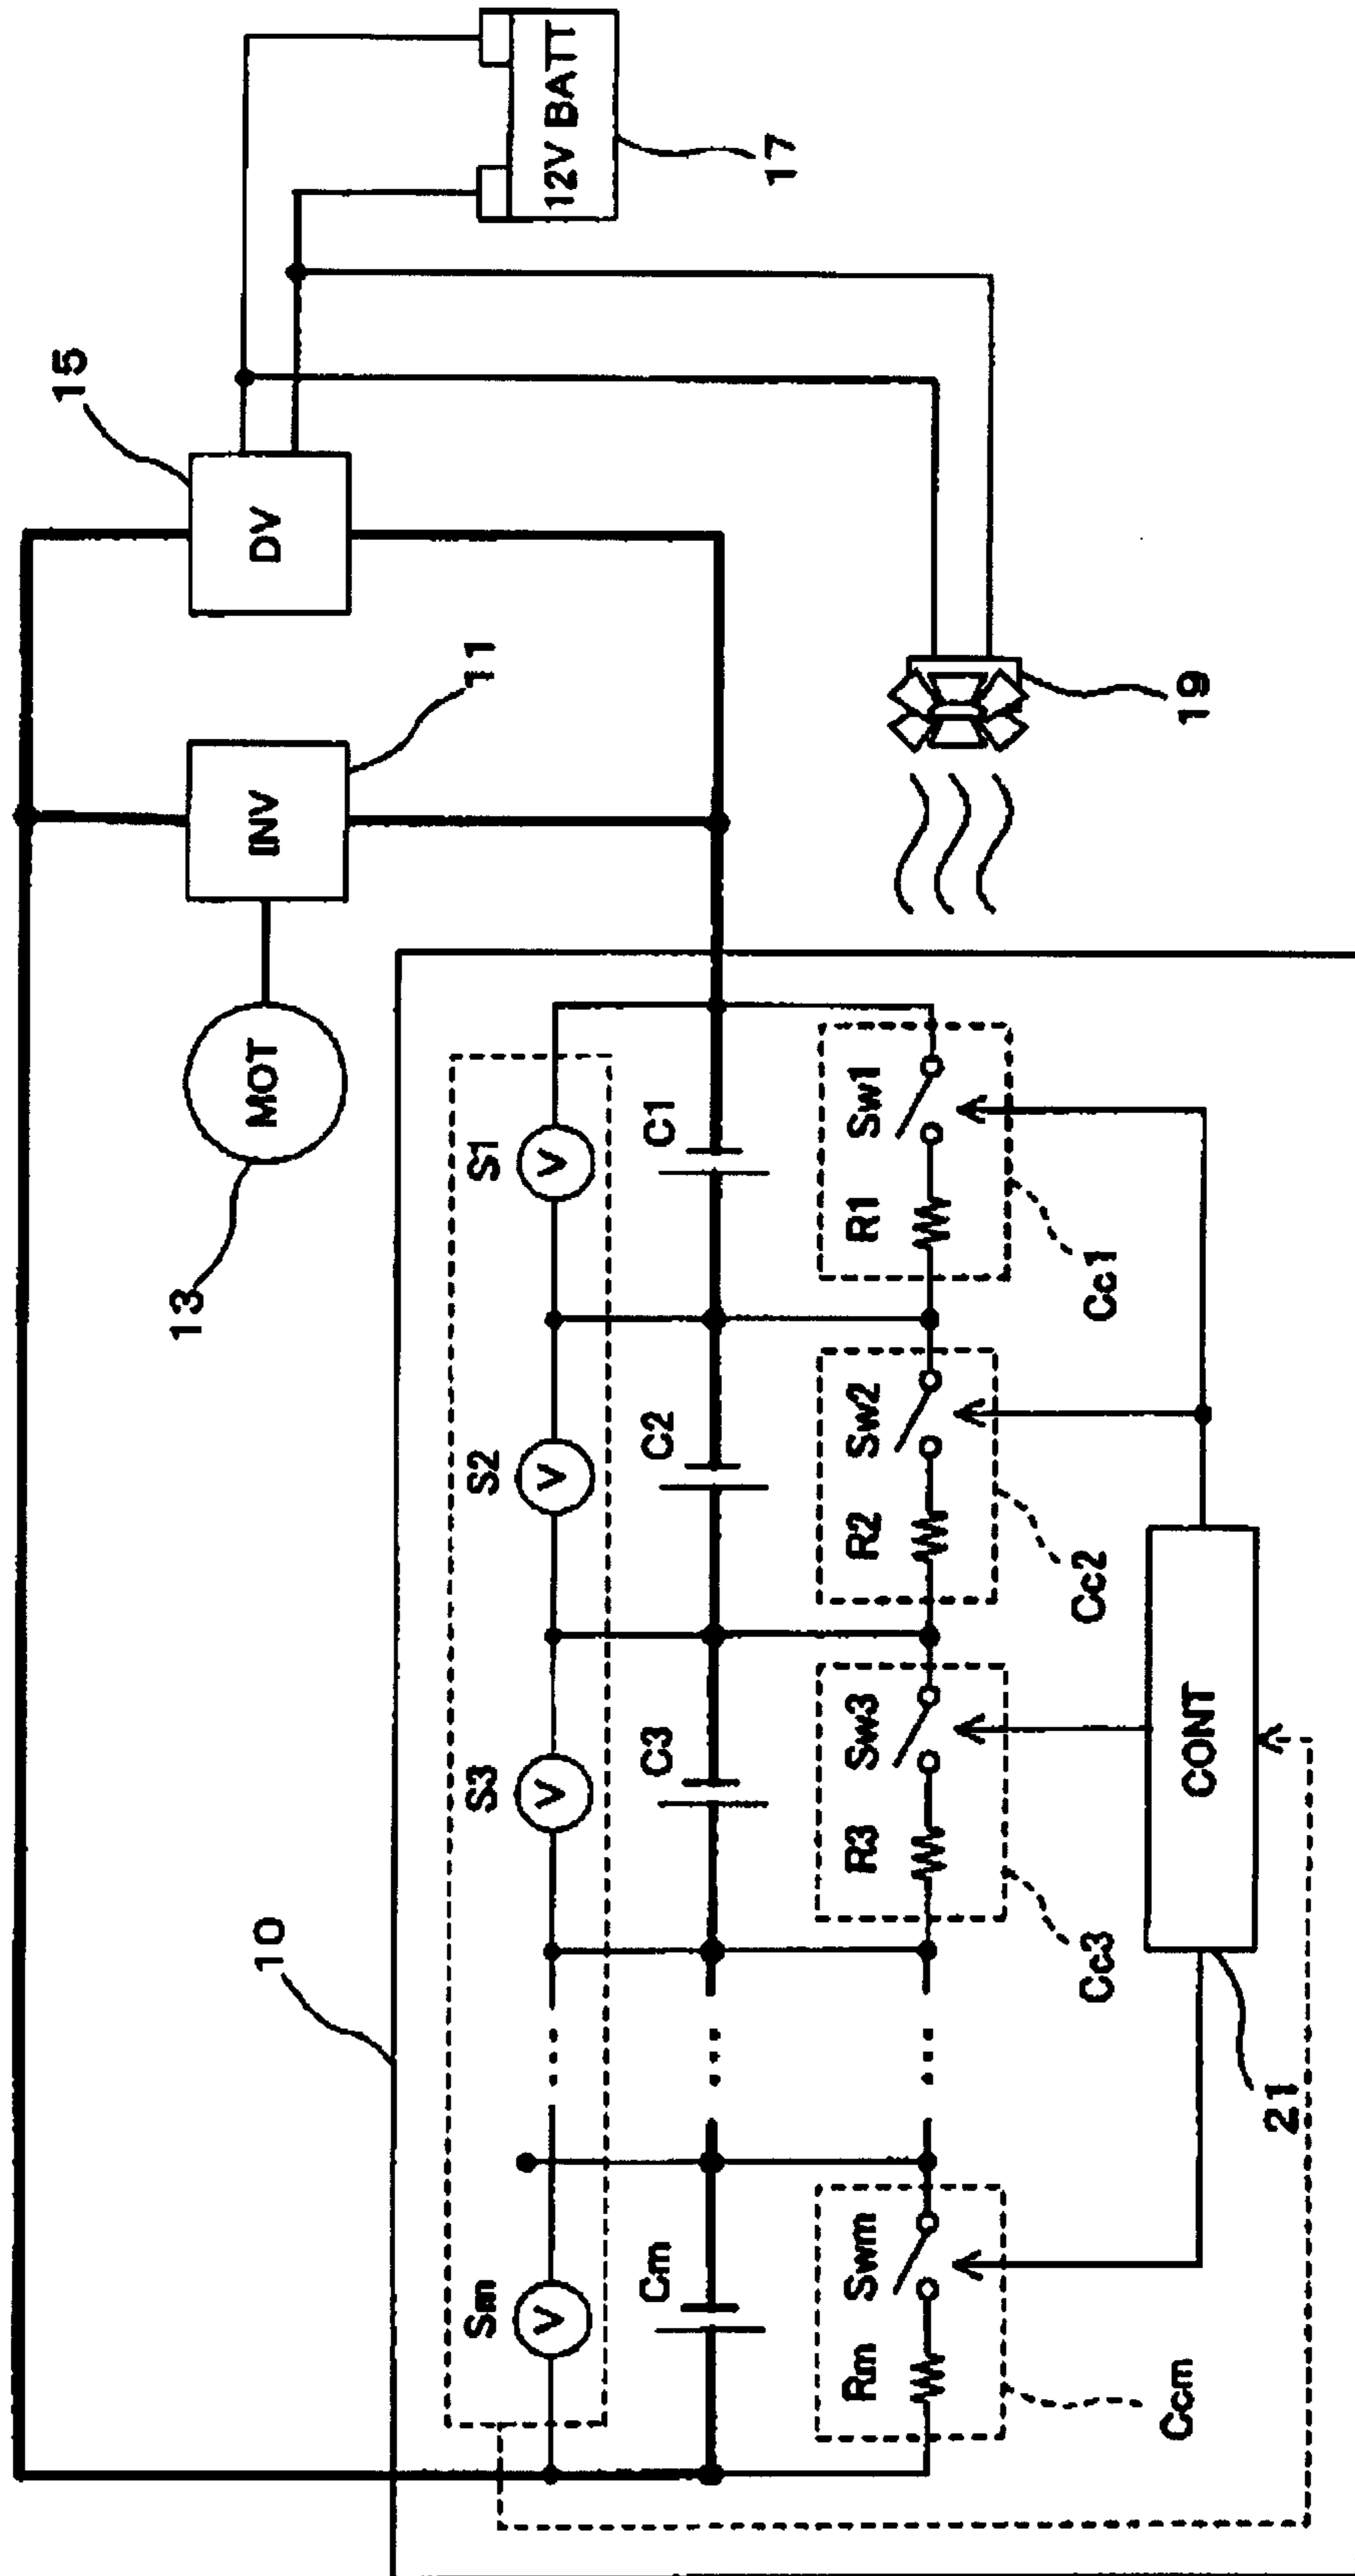 10
13
MOT
11
INV
15
DV
12V BATT
17
19
Sm
S3
S2
S1
V
V
V
V
Cm
C3
C2
C1
Rm
Swm
R3
Sw3
R2
Sw2
R1
Sw1
Ccm
Cc3
Cc2
Cc1
21
CONT